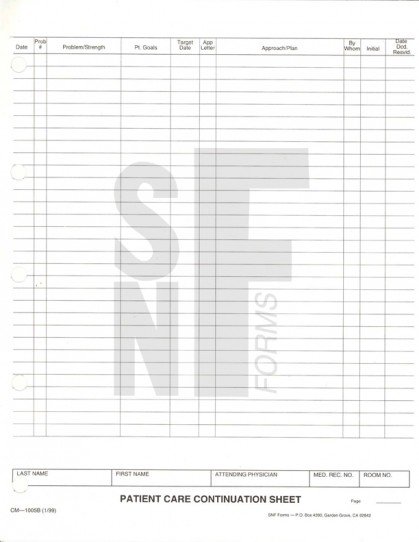 Date Prob # Problem/Strength Pt. Goals Target Date App Letter Approach/Plan By Whom Initial Date Dcd. Resvld.
SNF FORMS
LAST NAME FIRST NAME ATTENDING PHYSICIAN MED. REC. NO. ROOM NO.
PATIENT CARE CONTINUATION SHEET Page
CM—1005B (1/99) SNF Forms — P.O. Box 4390, Garden Grove, CA 92842